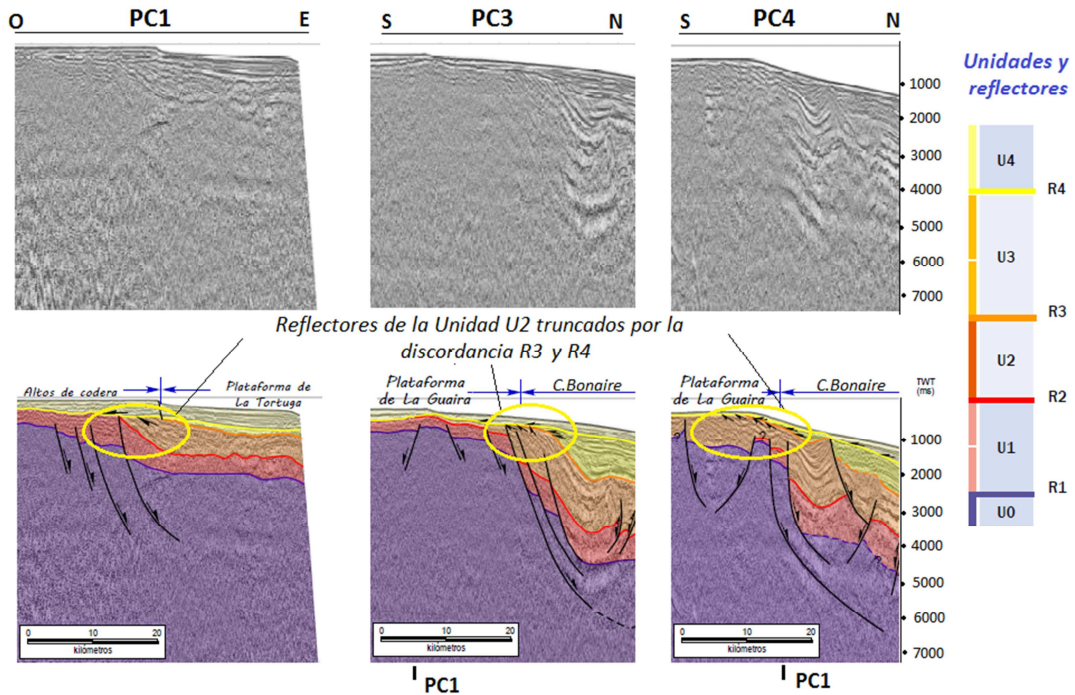 PC1
O E
PC3
S N
PC4
S N
1000
2000
3000
4000
5000
6000
7000
Unidades y
reflectores
U4
R4
U3
R3
U2
R2
U1
R1
U0
Reflectores de la Unidad U2 truncados por la
discordancia R3 y R4
Altos de codera
Plataforma de
La Tortuga
0 10 20
kilómetros
Plataforma
de La Guaira
C.Bonaire
0 10 20
kilómetros
PC1
Plataforma
de La Guaira
C.Bonaire
0 10 20
kilómetros
PC1
TWT
(ms)
1000
2000
3000
4000
5000
6000
7000